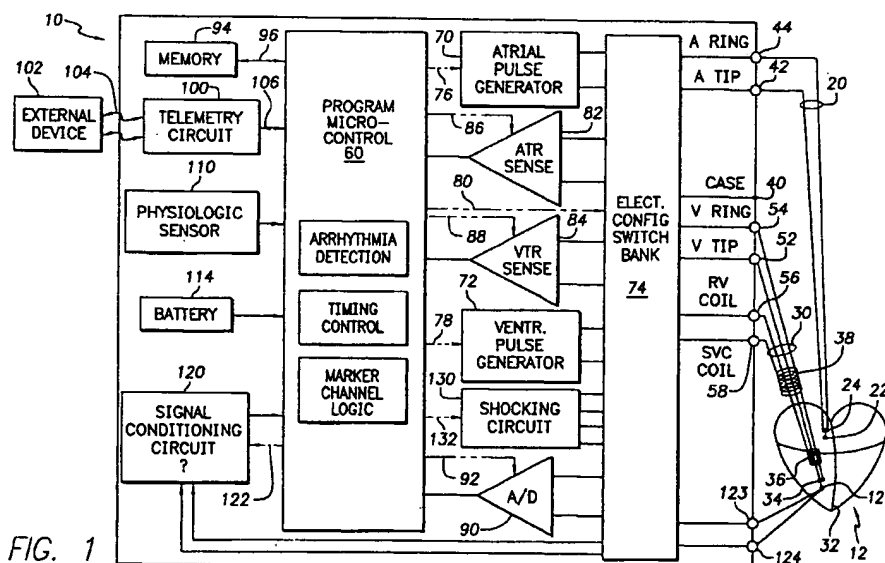 10
94
MEMORY
96
102
104
100
EXTERNAL
DEVICE
TELEMETRY
CIRCUIT
106
110
PHYSIOLOGIC
SENSOR
114
BATTERY
120
SIGNAL
CONDITIONING
CIRCUIT
?
122
PROGRAM
MICRO-
CONTROL
60
ARRHYTHMIA
DETECTION
TIMING
CONTROL
MARKER
CHANNEL
LOGIC
70
ATRIAL
PULSE
GENERATOR
76
86
82
ATR
SENSE
80
88
84
VTR
SENSE
72
78
VENTR.
PULSE
GENERATOR
130
SHOCKING
CIRCUIT
132
92
A/D
90
ELECT.
CONFIG
SWITCH
BANK
74
A RING
44
A TIP
42
20
CASE
40
V RING
54
V TIP
52
RV
COIL
56
30
38
SVC
COIL
58
24
22
36
34
12
123
32
124
12
FIG. 1